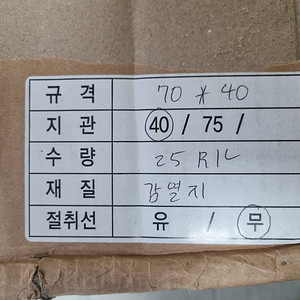 규 격 70 * 40
지 관 40 / 75 /
수 량 25 R/L
재 질 감열지
절취선 유 / 무